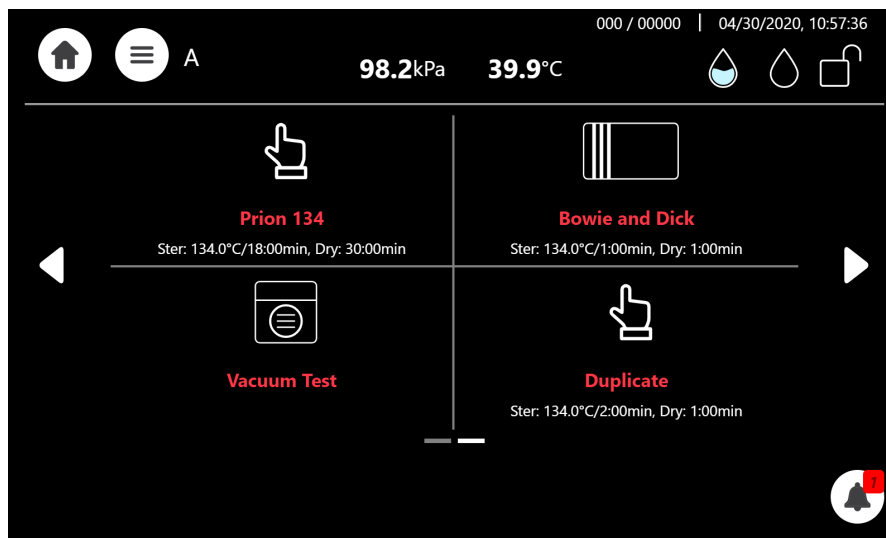 000 / 00000 | 04/30/2020, 10:57:36
A
98.2kPa 39.9°C
Prion 134
Ster: 134.0°C/18:00min, Dry: 30:00min
Bowie and Dick
Ster: 134.0°C/1:00min, Dry: 1:00min
Vacuum Test
Duplicate
Ster: 134.0°C/2:00min, Dry: 1:00min
1